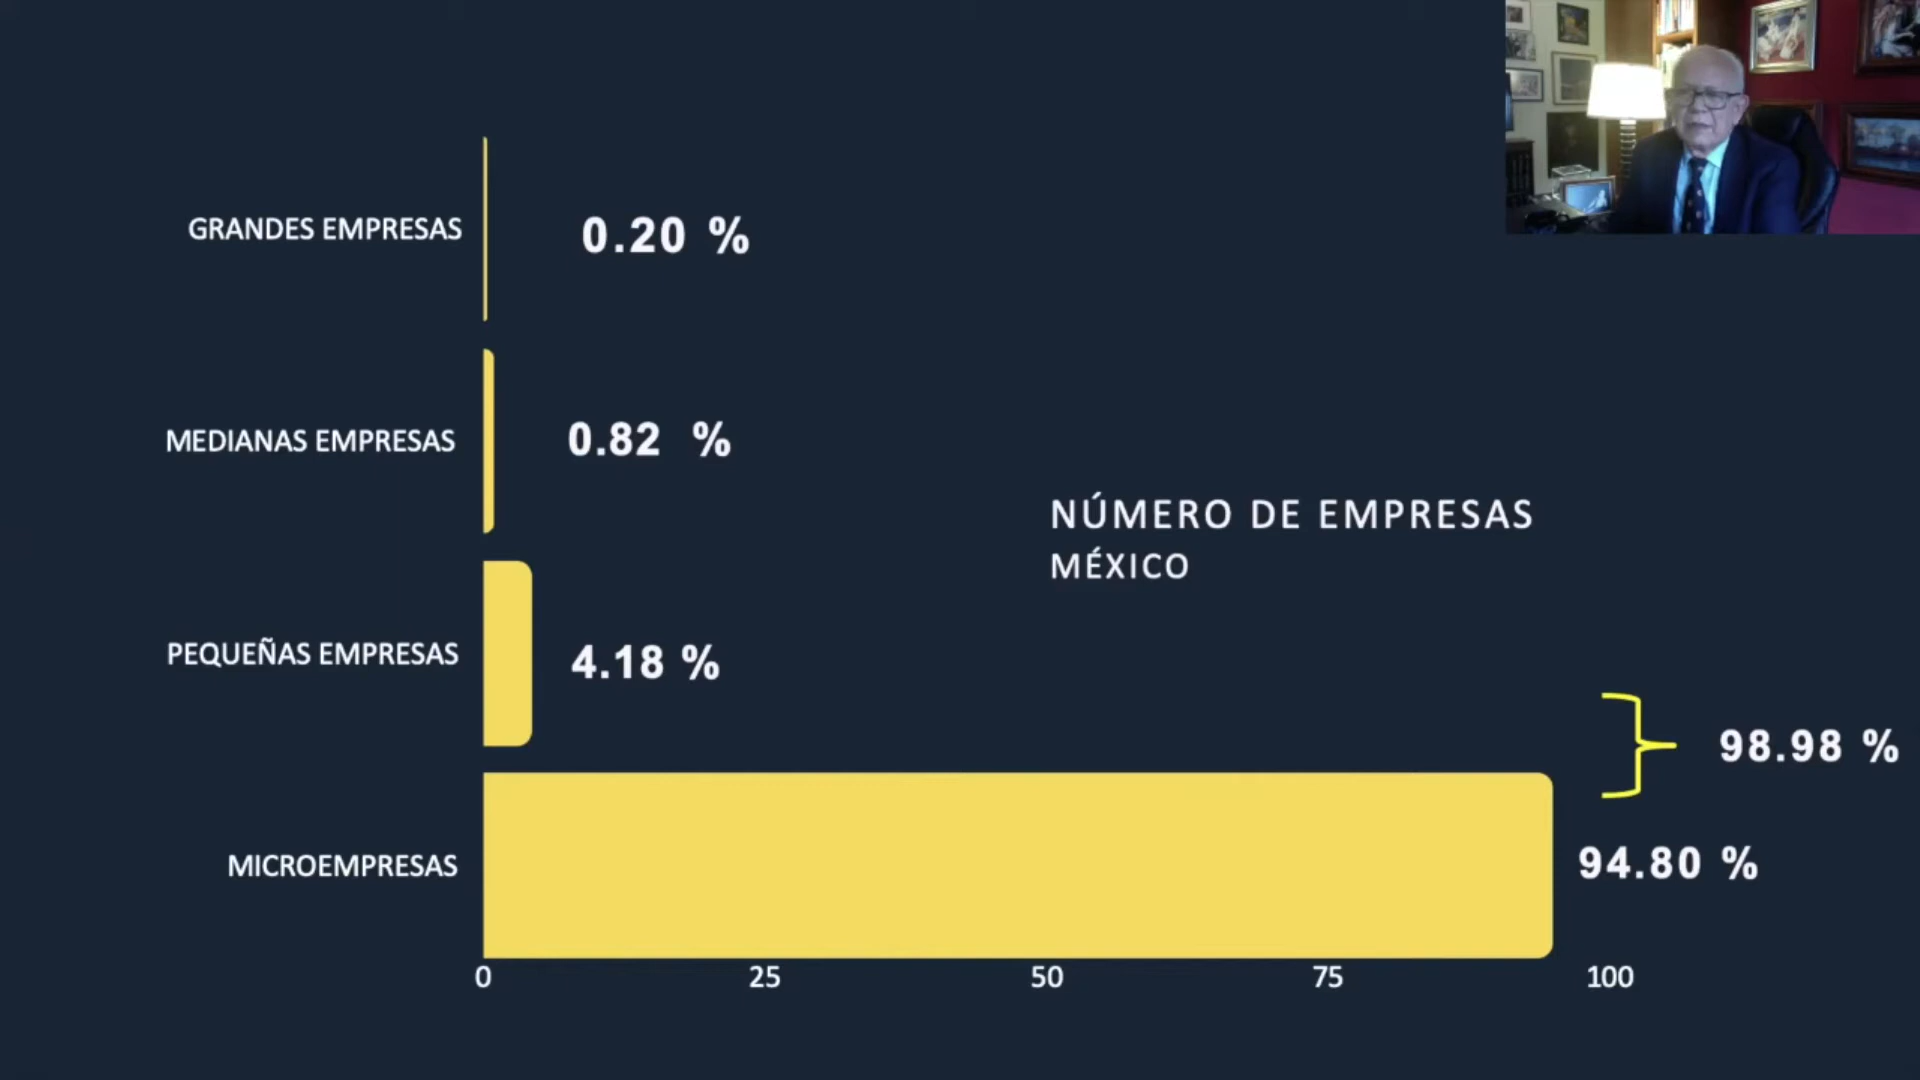 GRANDES EMPRESAS
0.20 %
MEDIANAS EMPRESAS
0.82 %
NÚMERO DE EMPRESAS
MÉXICO
PEQUEÑAS EMPRESAS
4.18 %
98.98 %
MICROEMPRESAS
94.80 %
0 25 50 75 100